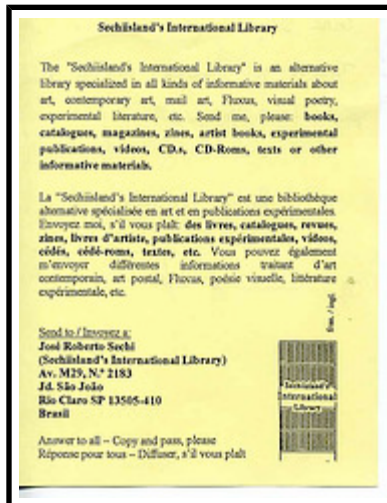 Sechiisland's International Library
The "Sechiisland's International Library" is an alternative
library specialized in all kinds of informative materials about
art, contemporary art, mail art, Fluxus, visual poetry,
experimental literature, etc. Send me, please: books,
catalogues, magazines, zines, artist books, experimental
publications, videos, CD.s, CD-Roms, texts or other
informative materials.
La "Sechiisland's International Library" est une bibliothèque
alternative spécialisée en art et en publications expérimentales.
Envoyez moi, s'il vous plaît: des livres, catalogues, revues,
zines, livres d'artiste, publications expérimentales, vídeos,
cédés, cédé-roms, textes, etc. Vous pouvez également
m'envoyer différentes informations traitant d'art
contemporain, art postal, Fluxus, poésie visuelle, littérature
expérimentale, etc.
Send to / Envoyez a:
José Roberto Sechi
(Sechiisland's International Library)
Av. M29, N.º 2183
Jd. São João
Rio Claro SP 13505-410
Brasil
Answer to all – Copy and pass, please
Réponse pour tous – Diffuser, s'il vous plaît
fran. / ingl.
Sechiisland's
International
Library